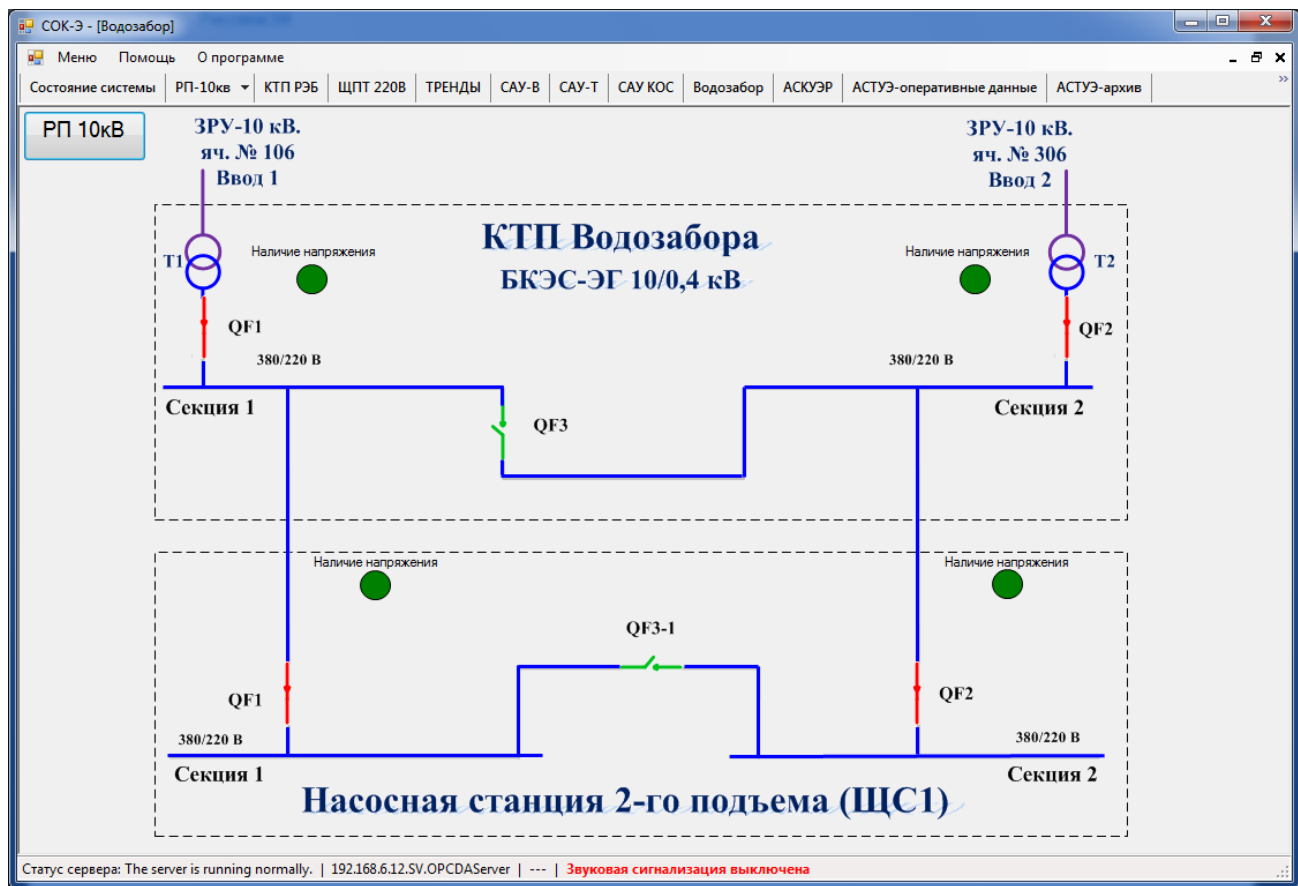 СОК-Э - [Водозабор]
Меню Помощь О программе
Состояние системы РП-10кв КТП РЭБ ЩПТ 220В ТРЕНДЫ САУ-В САУ-Т САУ КОС Водозабор АСКУЭР АСТУЭ-оперативные данные АСТУЭ-архив
РП 10кВ
ЗРУ-10 кВ.
яч. № 106
Ввод 1
ЗРУ-10 кВ.
яч. № 306
Ввод 2
КТП Водозабора
БКЭС-ЭГ 10/0,4 кВ
Т1
Наличие напряжения
Наличие напряжения
Т2
QF1
QF2
380/220 В
380/220 В
Секция 1
QF3
Секция 2
Наличие напряжения
Наличие напряжения
QF3-1
QF1
QF2
380/220 В
380/220 В
Секция 1
Секция 2
Насосная станция 2-го подъема (ЩС1)
Статус сервера: The server is running normally. | 192.168.6.12.SV.OPCDAServer | --- | Звуковая сигнализация выключена